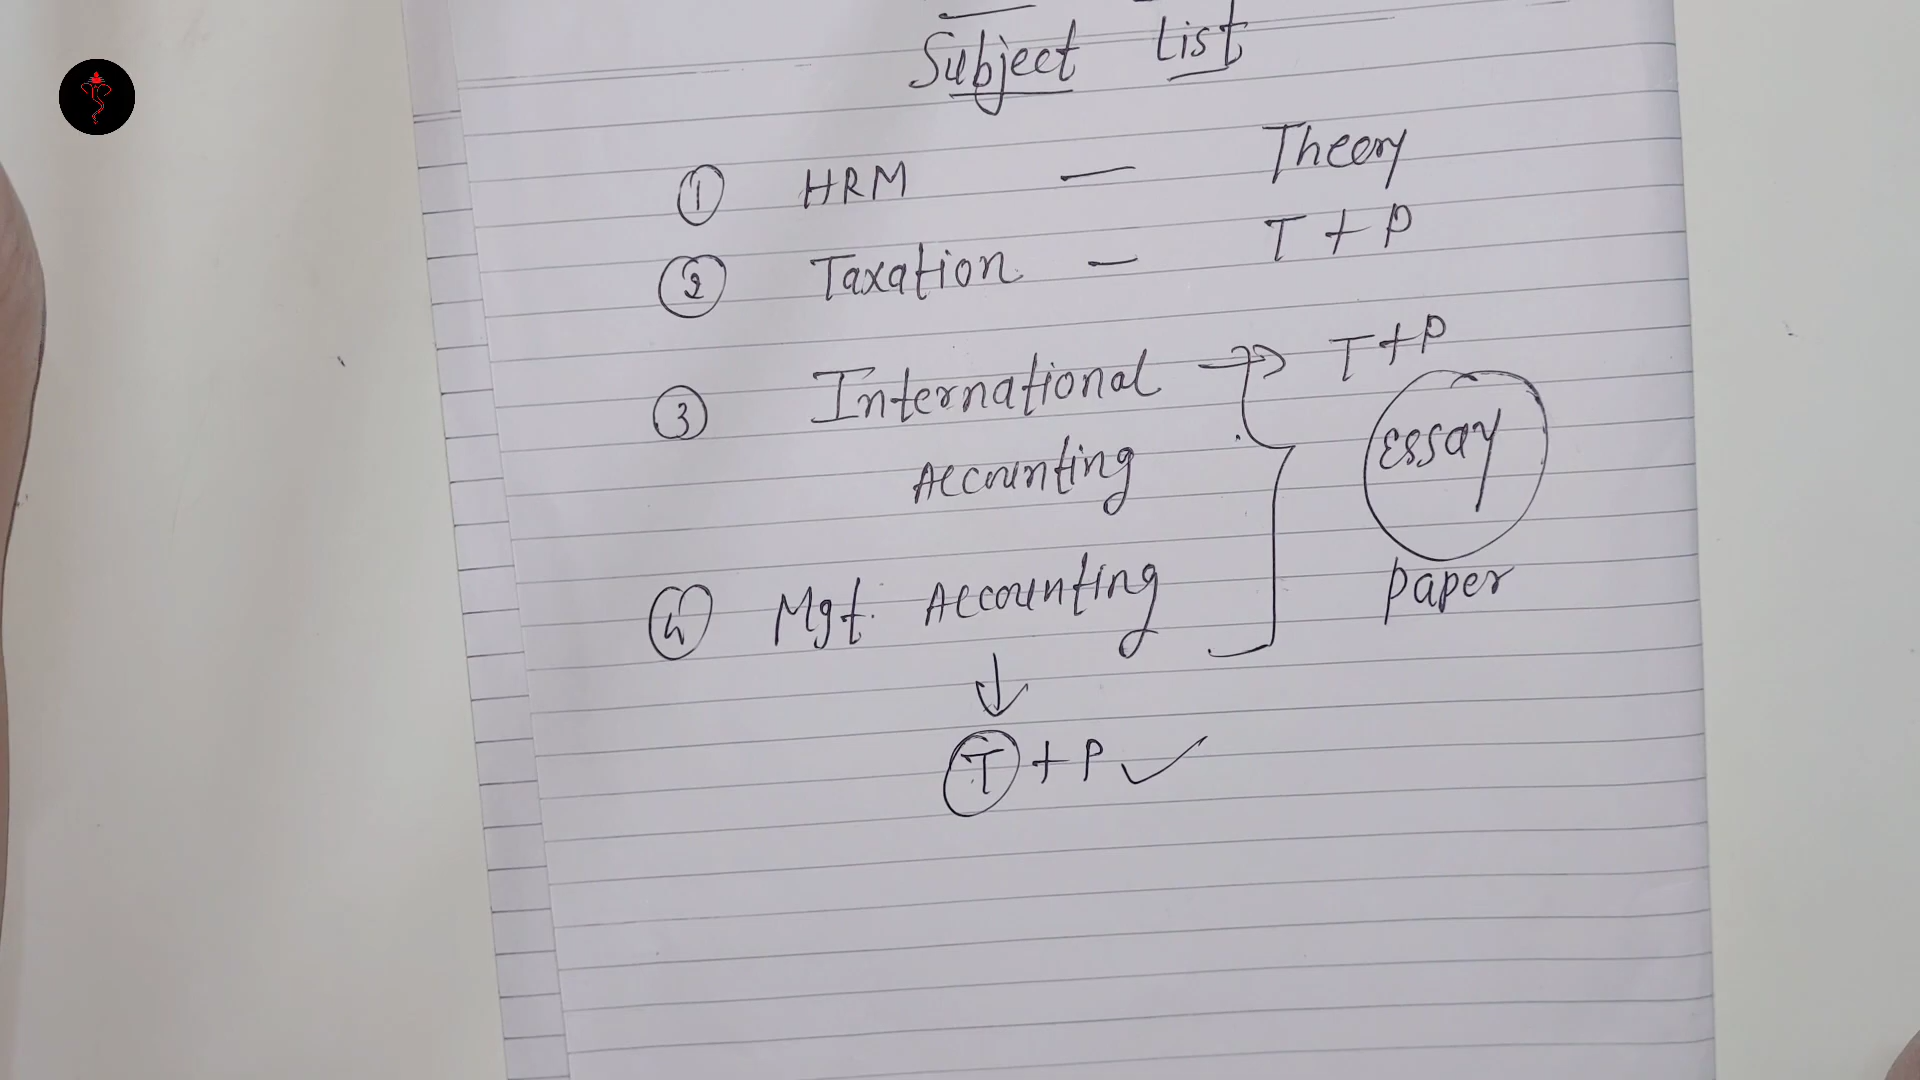 Subject List
① HRM — Theory
② Taxation — T + P
③ International → T + P
Accounting
Essay
paper
④ Mgt. Accounting
↓
T + P ✓